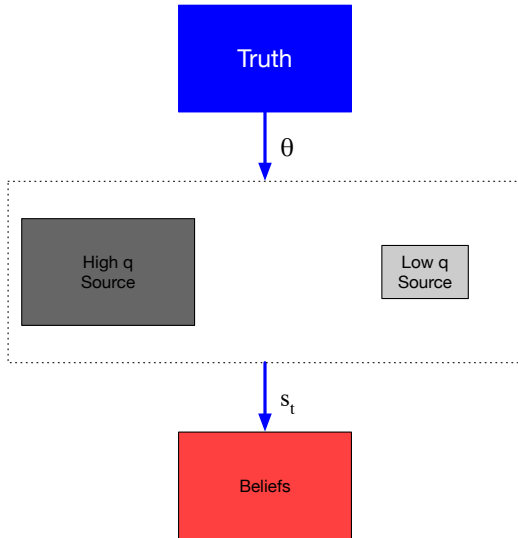 Truth
θ
High q
Source
Low q
Source
s_t
Beliefs